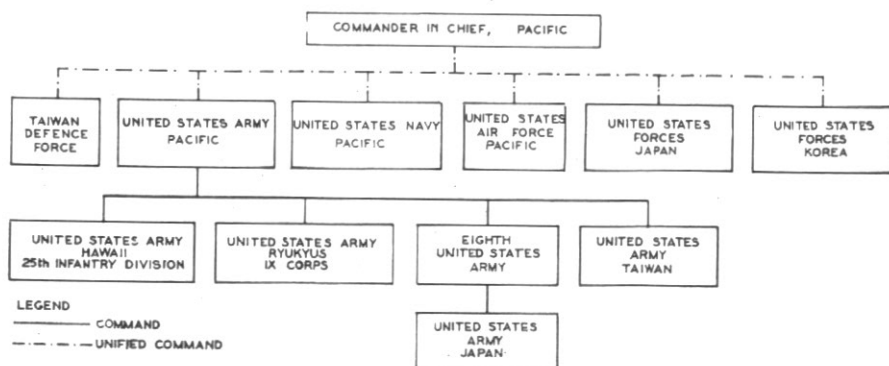 COMMANDER IN CHIEF, PACIFIC
TAIWAN
DEFENCE
FORCE
UNITED STATES ARMY
PACIFIC
UNITED STATES NAVY
PACIFIC
UNITED STATES
AIR FORCE
PACIFIC
UNITED STATES
FORCES
JAPAN
UNITED STATES
FORCES
KOREA
UNITED STATES ARMY
HAWAII
25th INFANTRY DIVISION
UNITED STATES ARMY
RYUKYUS
IX CORPS
EIGHTH
UNITED STATES
ARMY
UNITED STATES
ARMY
TAIWAN
UNITED STATES
ARMY
JAPAN
LEGEND
COMMAND
UNIFIED COMMAND